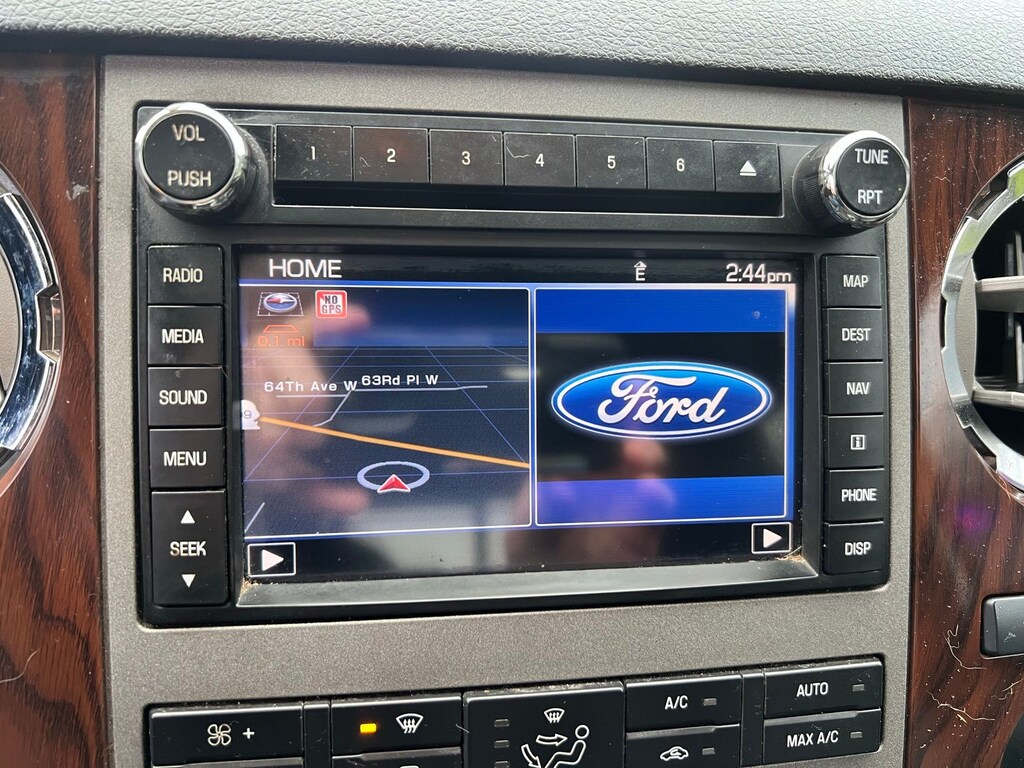 VOL
PUSH
1 2 3 4 5 6
TUNE
RPT
RADIO
MEDIA
SOUND
MENU
SEEK
HOME
E
2:44pm
NO
GPS
0.1 mi
64Th Ave W
63Rd Pl W
9
Ford
MAP
DEST
NAV
i
PHONE
DISP
+
A/C
AUTO
MAX A/C